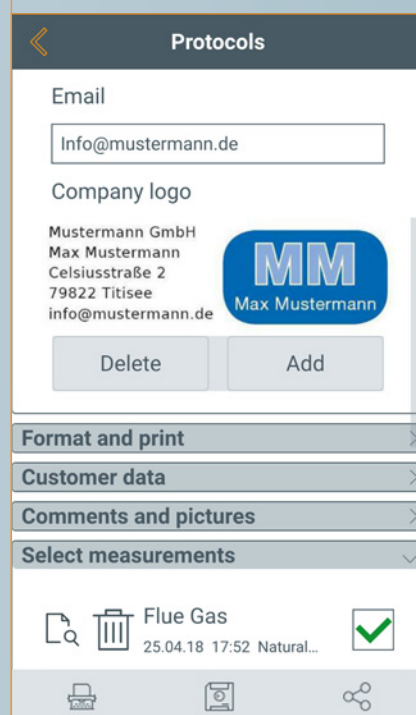 Protocols
Email
Info@mustermann.de
Company logo
Mustermann GmbH
Max Mustermann
Celsiusstraße 2
79822 Titisee
info@mustermann.de
MM
Max Mustermann
Delete Add
Format and print
Customer data
Comments and pictures
Select measurements
Flue Gas
25.04.18 17:52 Natural...